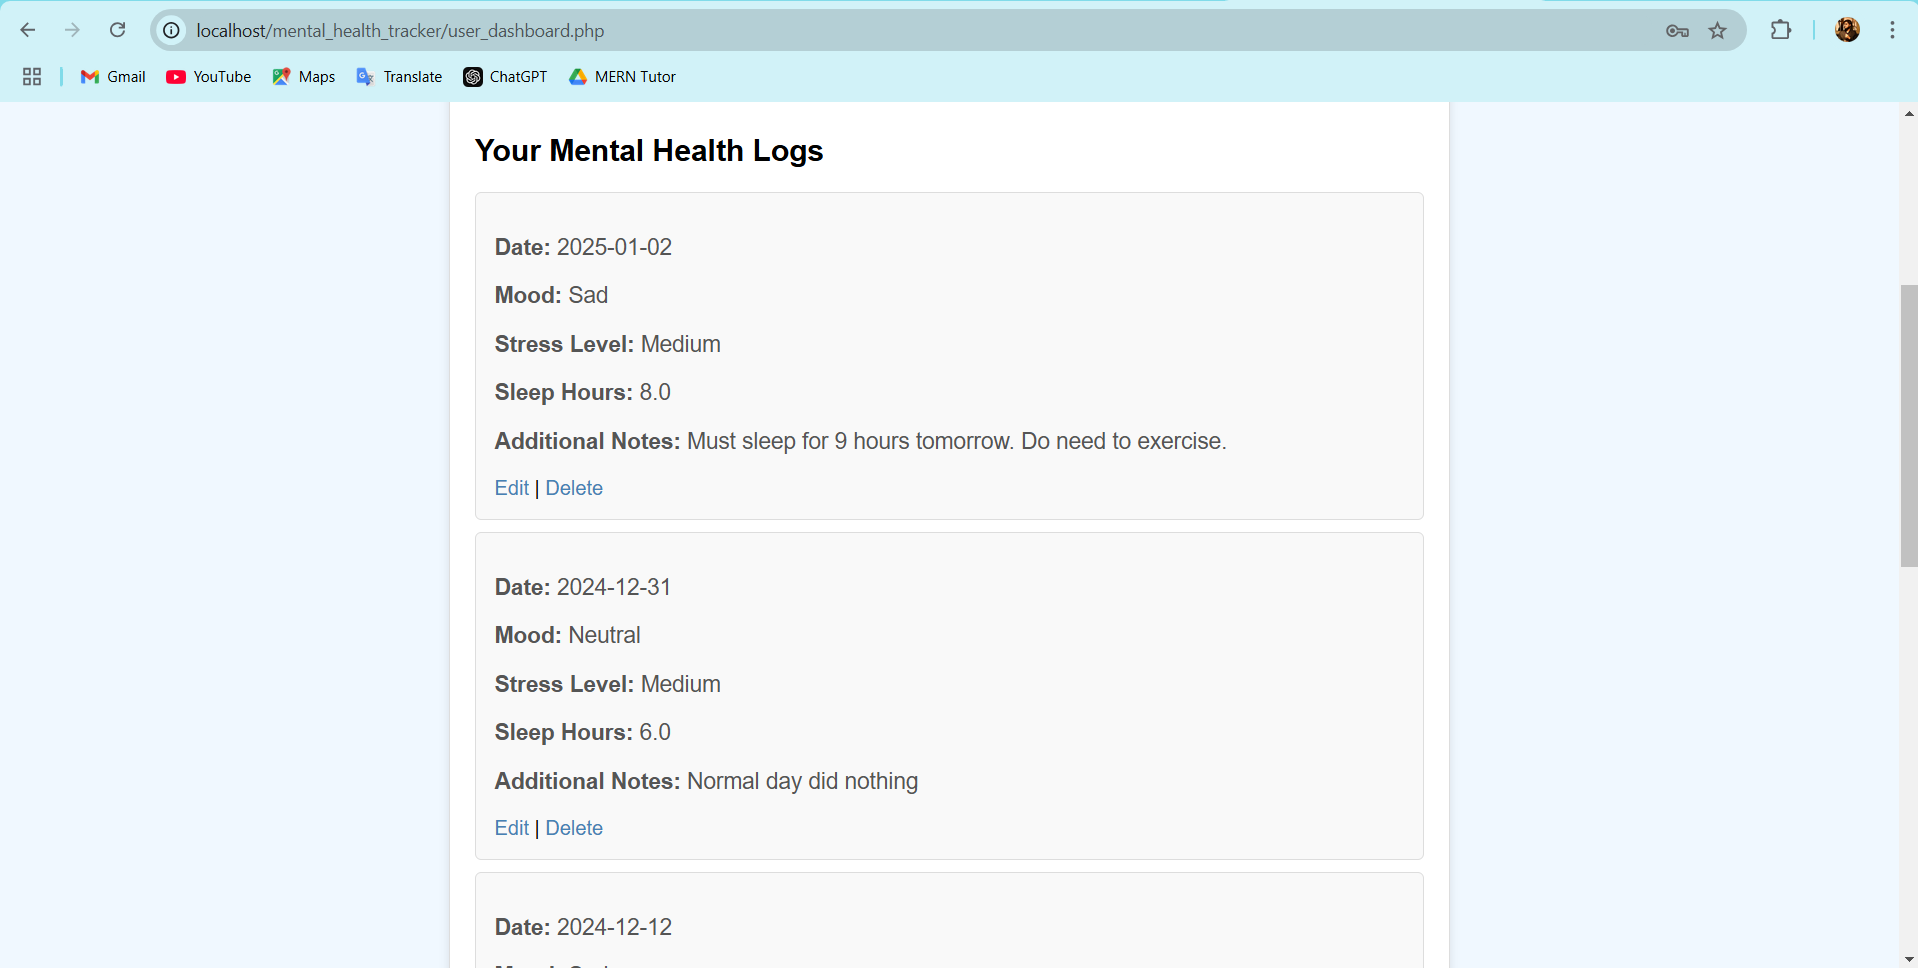 localhost/mental_health_tracker/user_dashboard.php
Gmail YouTube Maps Translate ChatGPT MERN Tutor
Your Mental Health Logs
Date: 2025-01-02
Mood: Sad
Stress Level: Medium
Sleep Hours: 8.0
Additional Notes: Must sleep for 9 hours tomorrow. Do need to exercise.
Edit | Delete
Date: 2024-12-31
Mood: Neutral
Stress Level: Medium
Sleep Hours: 6.0
Additional Notes: Normal day did nothing
Edit | Delete
Date: 2024-12-12